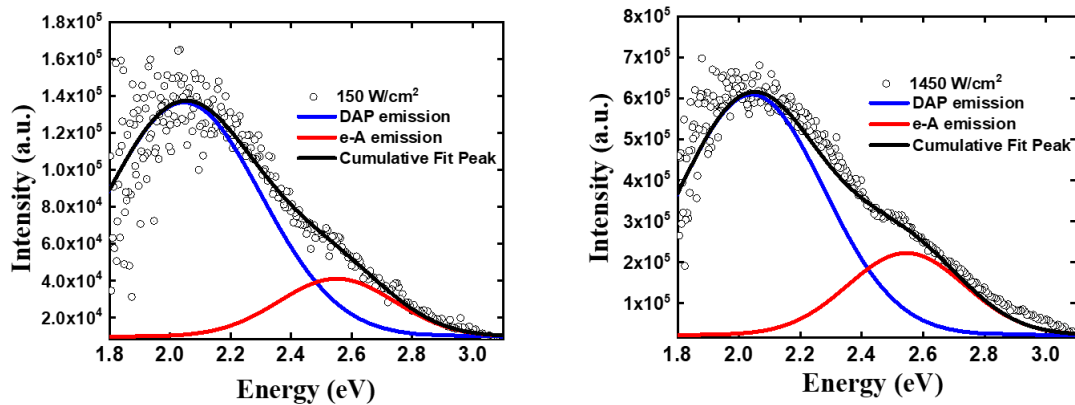 1.8x10⁵
1.6x10⁵
1.4x10⁵
1.2x10⁵
1.0x10⁵
8.0x10⁴
6.0x10⁴
4.0x10⁴
2.0x10⁴
Intensity (a.u.)
150 W/cm²
DAP emission
e-A emission
Cumulative Fit Peak
1.8 2.0 2.2 2.4 2.6 2.8 3.0
Energy (eV)
8x10⁵
7x10⁵
6x10⁵
5x10⁵
4x10⁵
3x10⁵
2x10⁵
1x10⁵
Intensity (a.u.)
1450 W/cm²
DAP emission
e-A emission
Cumulative Fit Peak
1.8 2.0 2.2 2.4 2.6 2.8 3.0
Energy (eV)